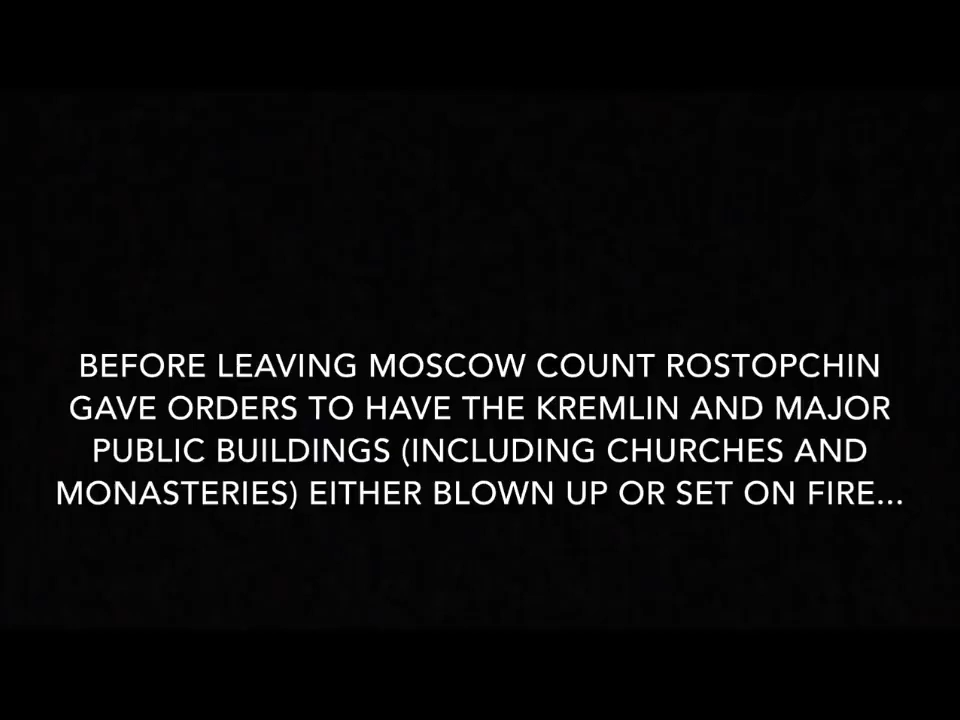 BEFORE LEAVING MOSCOW COUNT ROSTOPCHIN
GAVE ORDERS TO HAVE THE KREMLIN AND MAJOR
PUBLIC BUILDINGS (INCLUDING CHURCHES AND
MONASTERIES) EITHER BLOWN UP OR SET ON FIRE...